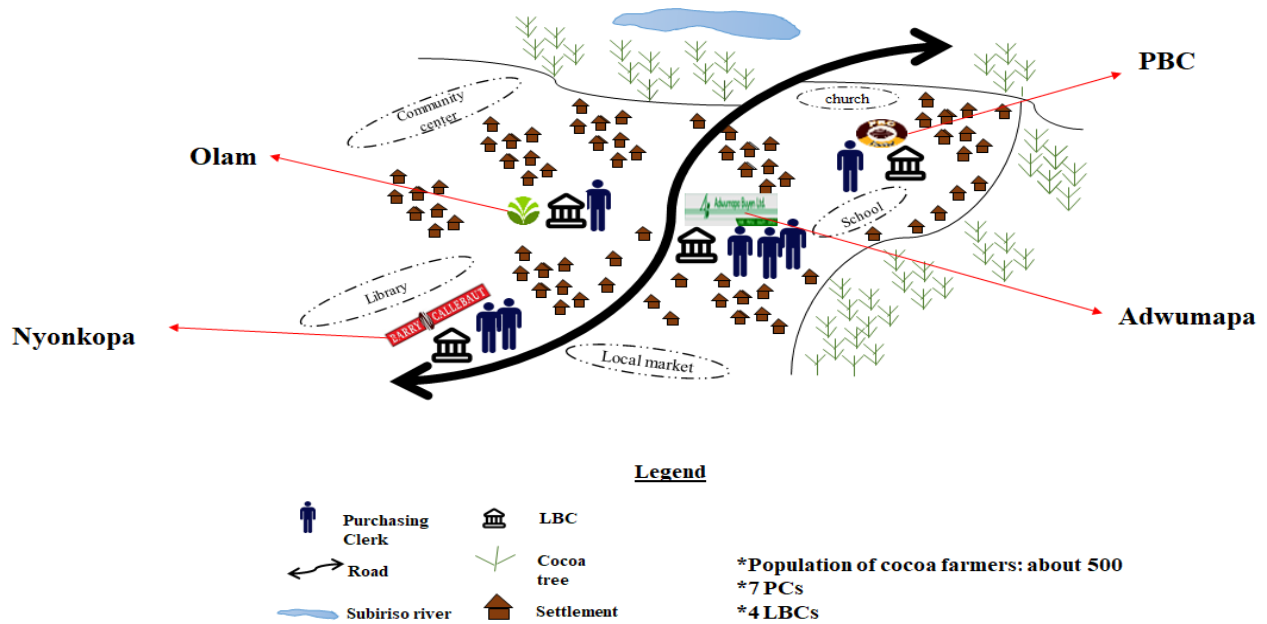 PBC
church
Community
center
Olam
Adwumapa Buyers Ltd.
School
Library
BARRY CALLEBAUT
Nyonkopa
Adwumapa
Local market
Legend
Purchasing
Clerk
LBC
Road
Cocoa
tree
Subiriso river
Settlement
*Population of cocoa farmers: about 500
*7 PCs
*4 LBCs